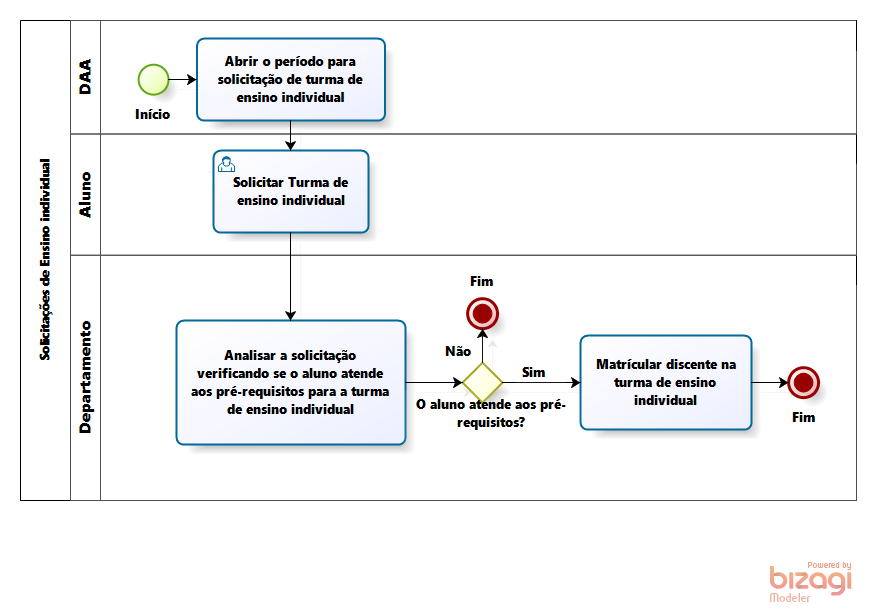 Solicitações de Ensino individual
DAA
Início
Abrir o período para
solicitação de turma de
ensino individual
Aluno
Solicitar Turma de
ensino individual
Departamento
Analisar a solicitação
verificando se o aluno atende
aos pré-requisitos para a turma
de ensino individual
Fim
Não
Sim
O aluno atende aos pré-
requisitos?
Matrícular discente na
turma de ensino
individual
Fim
Powered by
bizagi
Modeler